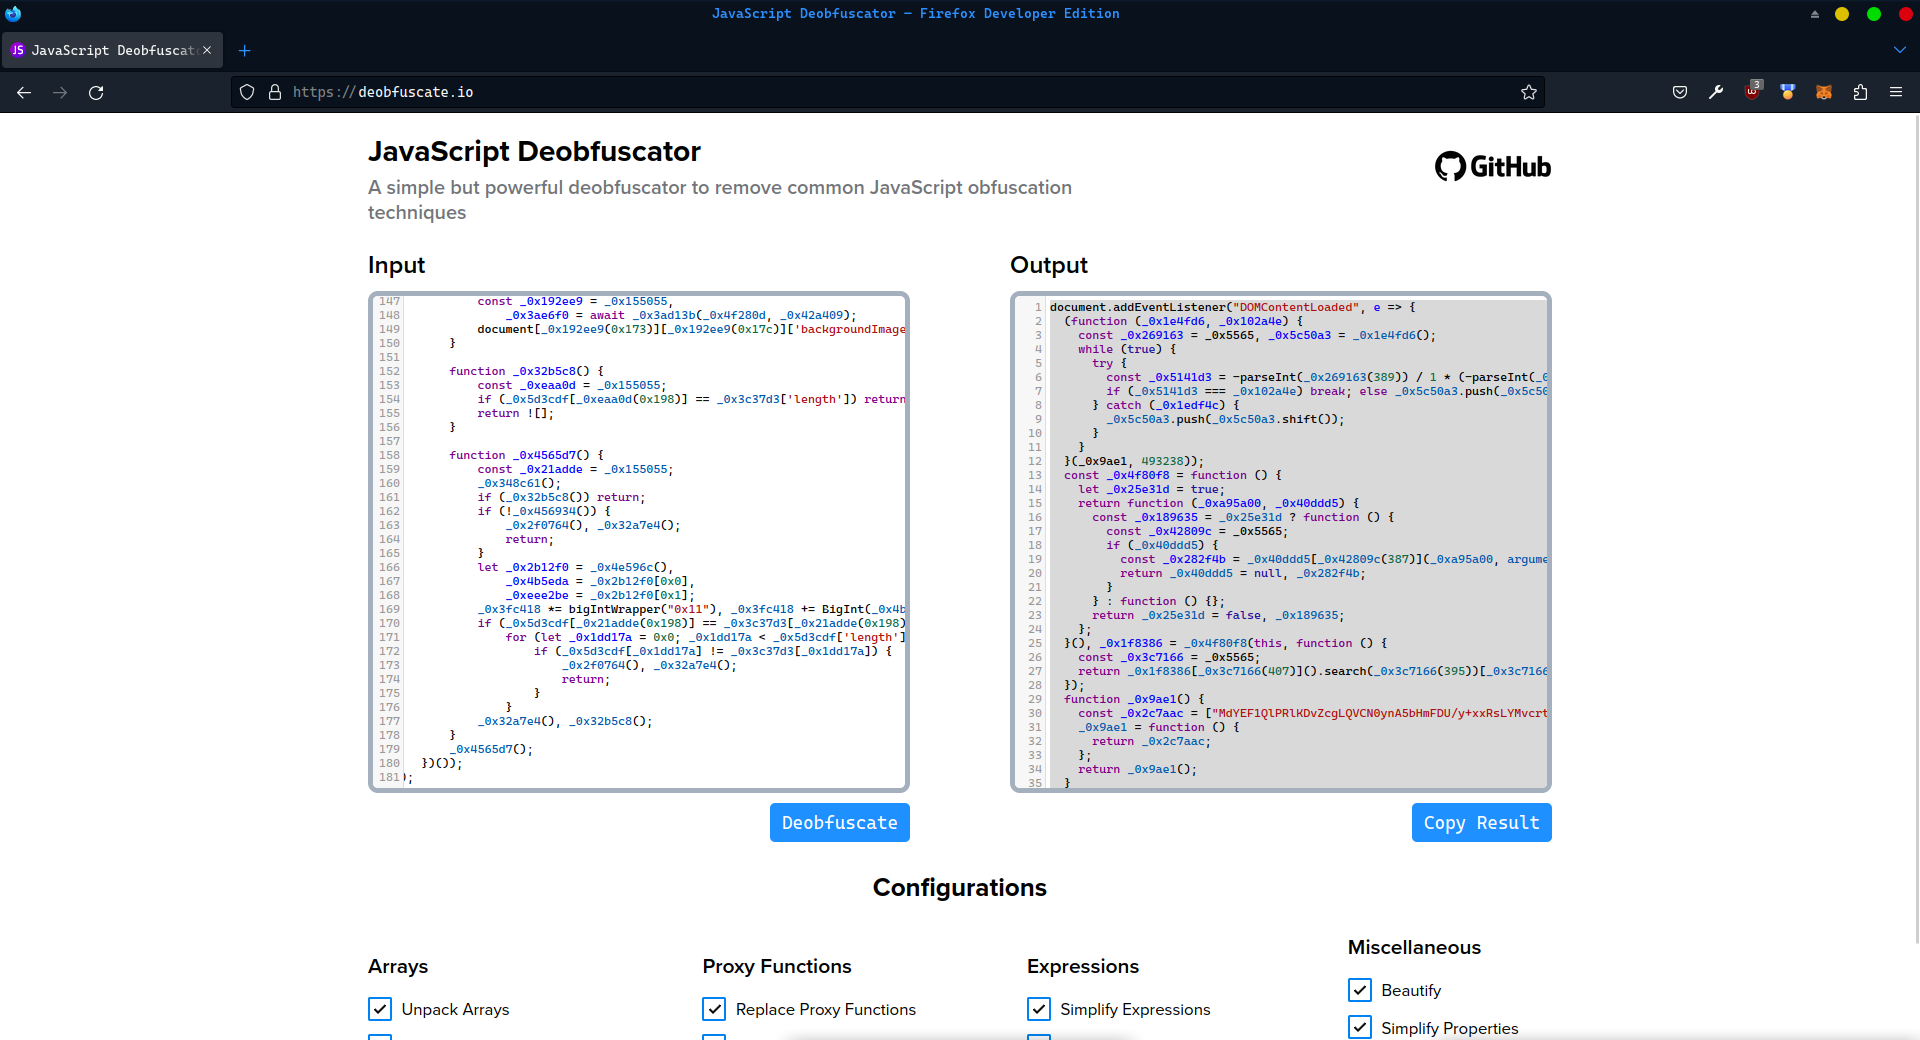 JavaScript Deobfuscator — Firefox Developer Edition
JS JavaScript Deobfuscat
https://deobfuscate.io
3
JavaScript Deobfuscator
A simple but powerful deobfuscator to remove common JavaScript obfuscation
techniques
GitHub
Input
147 const _0x192ee9 = _0x155055,
148 _0x3ae6f0 = await _0x3ad13b(_0x4f280d, _0x42a409);
149 document[_0x192ee9(0x173)][_0x192ee9(0x17c)]['backgroundImage
150 }
151
152 function _0x32b5c8() {
153 const _0xeaa0d = _0x155055;
154 if (_0x5d3cdf[_0xeaa0d(0x198)] == _0x3c37d3['length']) return
155 return ![];
156 }
157
158 function _0x4565d7() {
159 const _0x21adde = _0x155055;
160 _0x348c61();
161 if (_0x32b5c8()) return;
162 if (!_0x456934()) {
163 _0x2f0764(), _0x32a7e4();
164 return;
165 }
166 let _0x2b12f0 = _0x4e596c(),
167 _0x4b5eda = _0x2b12f0[0x0],
168 _0xeee2be = _0x2b12f0[0x1];
169 _0x3fc418 *= bigIntWrapper("0x11"), _0x3fc418 += BigInt(_0x4b
170 if (_0x5d3cdf[_0x21adde(0x198)] == _0x3c37d3[_0x21adde(0x198)
171 for (let _0x1dd17a = 0x0; _0x1dd17a < _0x5d3cdf['length']
172 if (_0x5d3cdf[_0x1dd17a] != _0x3c37d3[_0x1dd17a]) {
173 _0x2f0764(), _0x32a7e4();
174 return;
175 }
176 }
177 _0x32a7e4(), _0x32b5c8();
178 }
179 _0x4565d7();
180 })());
181 );
Deobfuscate
Output
1 document.addEventListener("DOMContentLoaded", e => {
2 (function (_0x1e4fd6, _0x102a4e) {
3 const _0x269163 = _0x5565, _0x5c50a3 = _0x1e4fd6();
4 while (true) {
5 try {
6 const _0x5141d3 = -parseInt(_0x269163(389)) / 1 * (-parseInt(_0
7 if (_0x5141d3 === _0x102a4e) break; else _0x5c50a3.push(_0x5c50
8 } catch (_0x1edf4c) {
9 _0x5c50a3.push(_0x5c50a3.shift());
10 }
11 }
12 }(_0x9ae1, 493238));
13 const _0x4f80f8 = function () {
14 let _0x25e31d = true;
15 return function (_0xa95a00, _0x40ddd5) {
16 const _0x189635 = _0x25e31d ? function () {
17 const _0x42809c = _0x5565;
18 if (_0x40ddd5) {
19 const _0x282f4b = _0x40ddd5[_0x42809c(387)](_0xa95a00, argume
20 return _0x40ddd5 = null, _0x282f4b;
21 }
22 } : function () {};
23 return _0x25e31d = false, _0x189635;
24 };
25 }(), _0x1f8386 = _0x4f80f8(this, function () {
26 const _0x3c7166 = _0x5565;
27 return _0x1f8386[_0x3c7166(407)]().search(_0x3c7166(395))[_0x3c7166
28 });
29 function _0x9ae1() {
30 const _0x2c7aac = ["MdYEF1QlPRlKDvZcgLQVCN0ynA5bHmFDU/y+xxRsLYMvcrt
31 _0x9ae1 = function () {
32 return _0x2c7aac;
33 };
34 return _0x9ae1();
35 }
Copy Result
Configurations
Arrays
Unpack Arrays
Proxy Functions
Replace Proxy Functions
Expressions
Simplify Expressions
Miscellaneous
Beautify
Simplify Properties